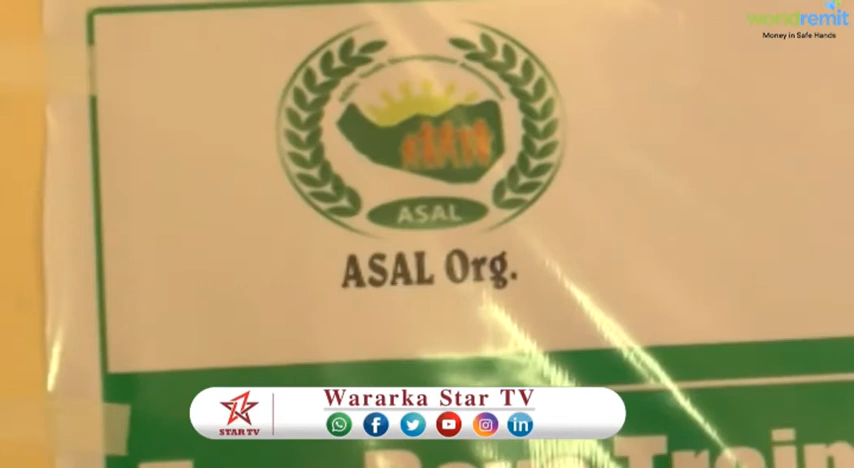 worldremit
Money in Safe Hands
ASAL
ASAL Org.
Wararka Star TV
STAR TV